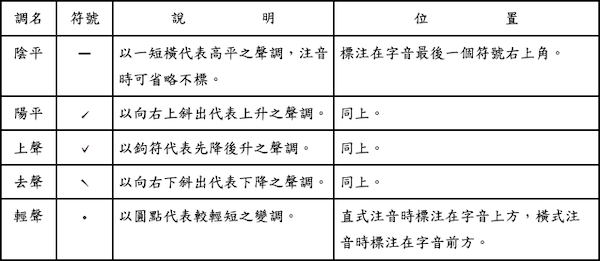 調名 符號 說明 位置
陰平 ー 以一短橫代表高平之聲調，注音時可省略不標。 標注在字音最後一個符號右上角。
陽平 ˊ 以向右上斜出代表上升之聲調。 同上。
上聲 ˇ 以鉤符代表先降後升之聲調。 同上。
去聲 ˋ 以向右下斜出代表下降之聲調。 同上。
輕聲 ˙ 以圓點代表較輕短之變調。 直式注音時標注在字音上方，橫式注音時標注在字音前方。